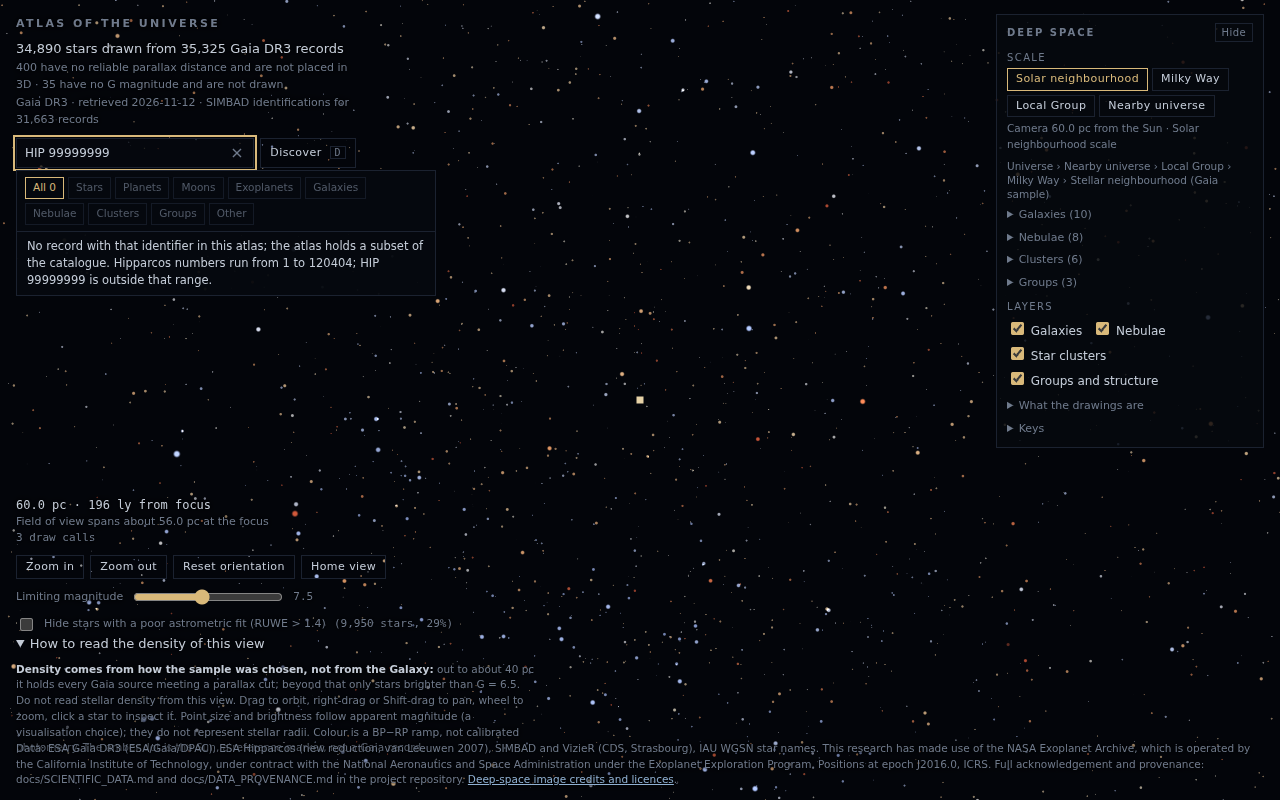 ATLAS OF THE UNIVERSE
34,890 stars drawn from 35,325 Gaia DR3 records
400 have no reliable parallax distance and are not placed in
3D · 35 have no G magnitude and are not drawn
Gaia DR3 · retrieved 2026-11-12 · SIMBAD identifications for
31,663 records
HIP 99999999 ×
Discover D
All 0 Stars Planets Moons Exoplanets Galaxies
Nebulae Clusters Groups Other
No record with that identifier in this atlas; the atlas holds a subset of
the catalogue. Hipparcos numbers run from 1 to 120404; HIP
99999999 is outside that range.
60.0 pc · 196 ly from focus
Field of view spans about 56.0 pc at the focus
3 draw calls
Zoom in Zoom out Reset orientation Home view
Limiting magnitude 7.5
Hide stars with a poor astrometric fit (RUWE > 1.4) (9,950 stars, 29%)
▼ How to read the density of this view
Density comes from how the sample was chosen, not from the Galaxy: out to about 40 pc
it holds every Gaia source meeting a parallax cut; beyond that only stars brighter than G = 6.5.
Do not read stellar density from this view. Drag to orbit, right-drag or Shift-drag to pan, wheel to
zoom, click a star to inspect it. Point size and brightness follow apparent magnitude (a
visualisation choice); they do not represent stellar radii. Colour is a BP−RP ramp, not calibrated
Data: ESA Gaia DR3 (ESA/Gaia/DPAC), ESA Hipparcos (new reduction, van Leeuwen 2007), SIMBAD and VizieR (CDS, Strasbourg), IAU WGSN star names. This research has made use of the NASA Exoplanet Archive, which is operated by
the California Institute of Technology, under contract with the National Aeronautics and Space Administration under the Exoplanet Exploration Program. Positions at epoch J2016.0, ICRS. Full acknowledgement and provenance:
docs/SCIENTIFIC_DATA.md and docs/DATA_PROVENANCE.md in the project repository. Deep-space image credits and licences.
DEEP SPACE Hide
SCALE
Solar neighbourhood Milky Way
Local Group Nearby universe
Camera 60.0 pc from the Sun · Solar
neighbourhood scale
Universe › Nearby universe › Local Group ›
Milky Way › Stellar neighbourhood (Gaia
sample)
▶ Galaxies (10)
▶ Nebulae (8)
▶ Clusters (6)
▶ Groups (3)
LAYERS
Galaxies Nebulae
Star clusters
Groups and structure
▶ What the drawings are
▶ Keys